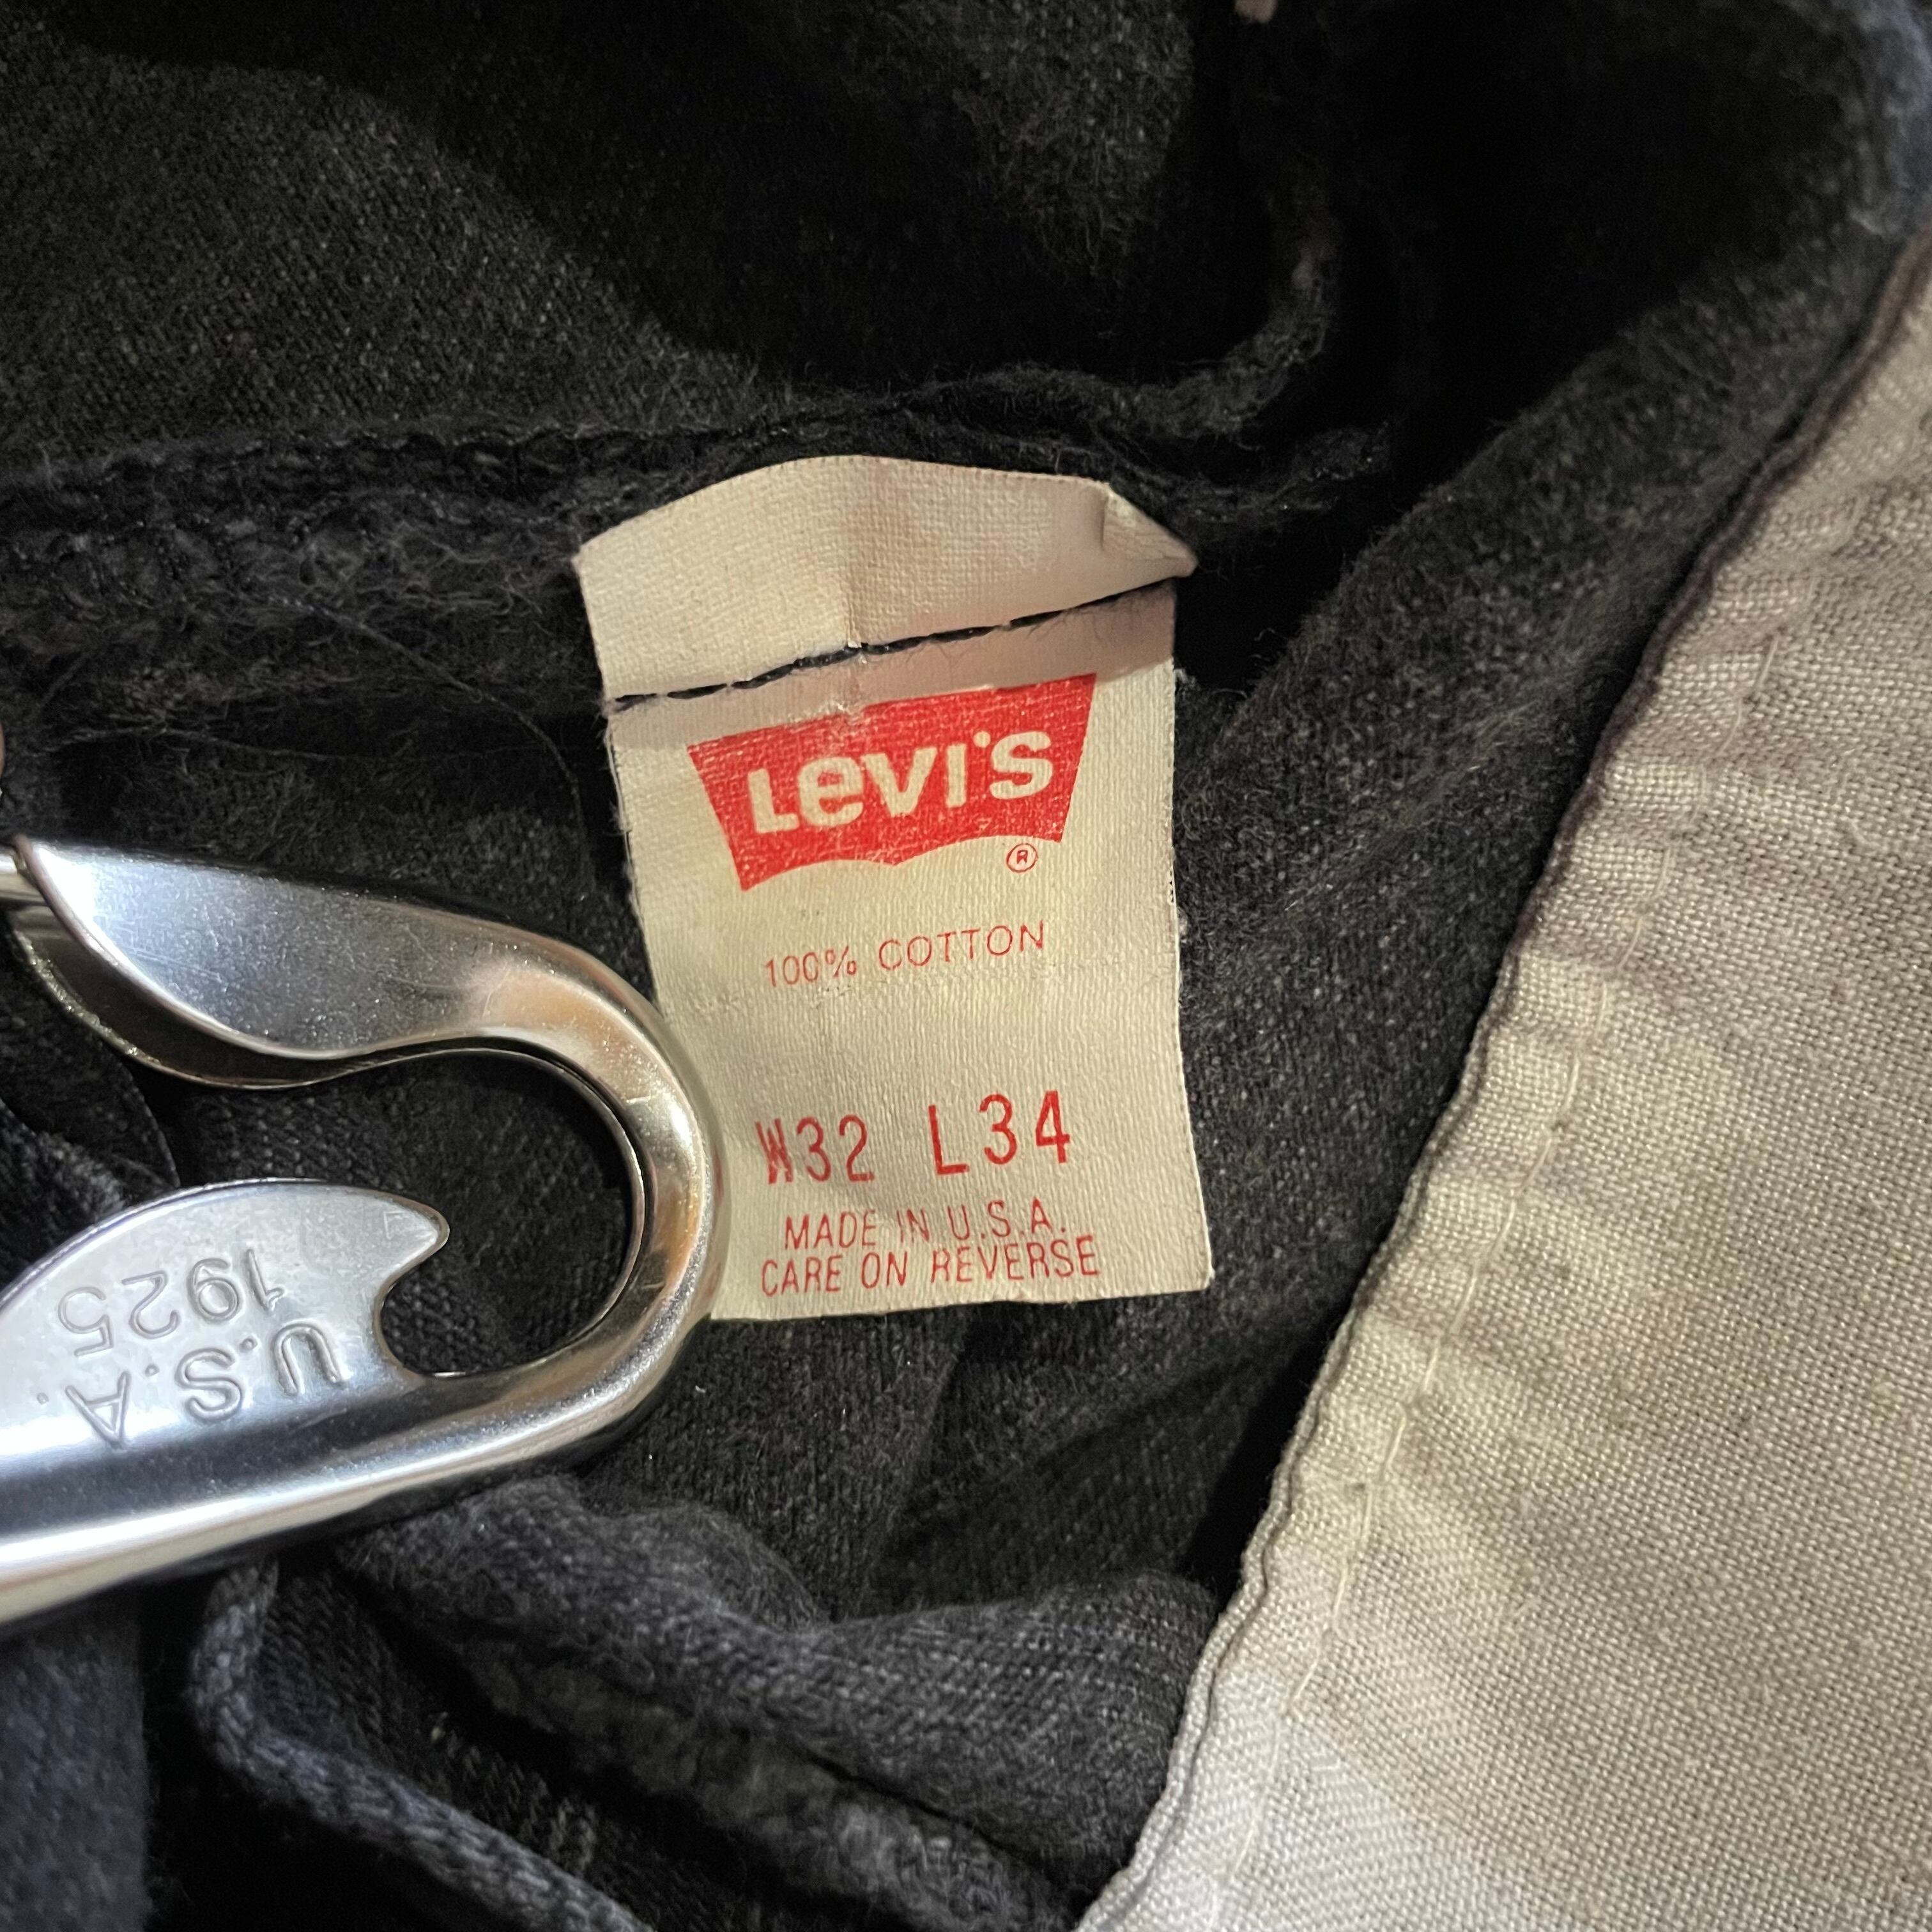 LEVI'S
®
100% COTTON
W32 L34
MADE IN U.S.A.
CARE ON REVERSE
U.S.A.
1925